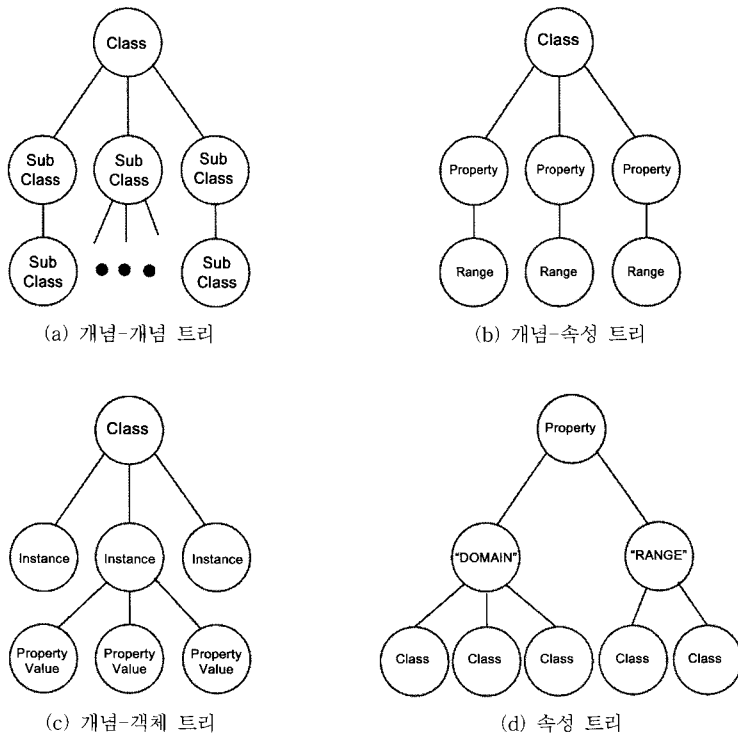 Class
Sub Class
Sub Class
Sub Class
Sub Class
Sub Class
(a) 개념-개념 트리
Class
Property
Property
Property
Range
Range
Range
(b) 개념-속성 트리
Class
Instance
Instance
Instance
Property Value
Property Value
Property Value
(c) 개념-객체 트리
Property
"DOMAIN"
"RANGE"
Class
Class
Class
Class
Class
(d) 속성 트리